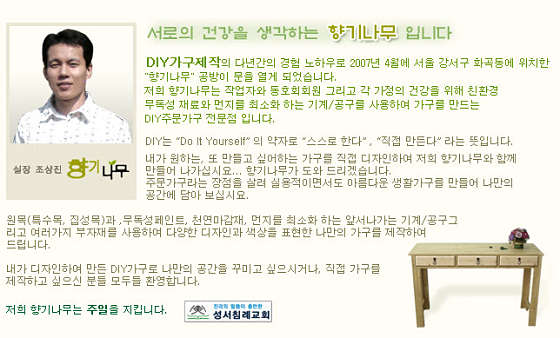 서로의 건강을 생각하는 향기나무 입니다
DIY가구제작의 다년간의 경험 노하우로 2007년 4월에 서울 강서구 화곡동에 위치한
"향기나무" 공방이 문을 열게 되었습니다.
저희 향기나무는 작업자와 동호회회원 그리고 각 가정의 건강을 위해 친환경
무독성 재료와 먼지를 최소화 하는 기계/공구를 사용하여 가구를 만드는
DIY주문가구 전문점 입니다.
DIY는 “Do It Yourself” 의 약자로 “스스로 한다” , “직접 만든다” 라는 뜻입니다.
실장 조상진 향기나무
내가 원하는, 또 만들고 싶어하는 가구를 직접 디자인하여 저희 향기나무와 함께
만들어 나가십시요... 향기나무가 도와 드리겠습니다.
주문가구라는 장점을 살려 실용적이면서도 아름다운 생활가구를 만들어 나만의
공간에 담아 보십시요.
원목(특수목, 집성목)과 ,무독성페인트, 천연마감재, 먼지를 최소화 하는 앞서나가는 기계/공구그
리고 여러가지 부자재를 사용하여 다양한 디자인과 색상을 표현한 나만의 가구를 제작하여
드립니다.
내가 디자인하여 만든 DIY가구로 나만의 공간을 꾸미고 싶으시거나, 직접 가구를
제작하고 싶으신 분들 모두들 환영합니다.
저희 향기나무는 주일을 지킵니다.
진리와 말씀이 충만한
성서침례교회